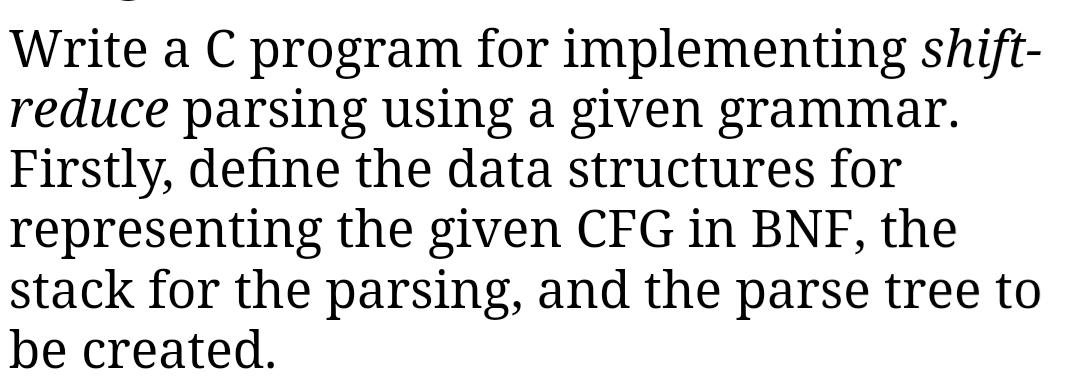 Write a C program for implementing shift-
reduce parsing using a given grammar.
Firstly, define the data structures for
representing the given CFG in BNF, the
stack for the parsing, and the parse tree to
be created.